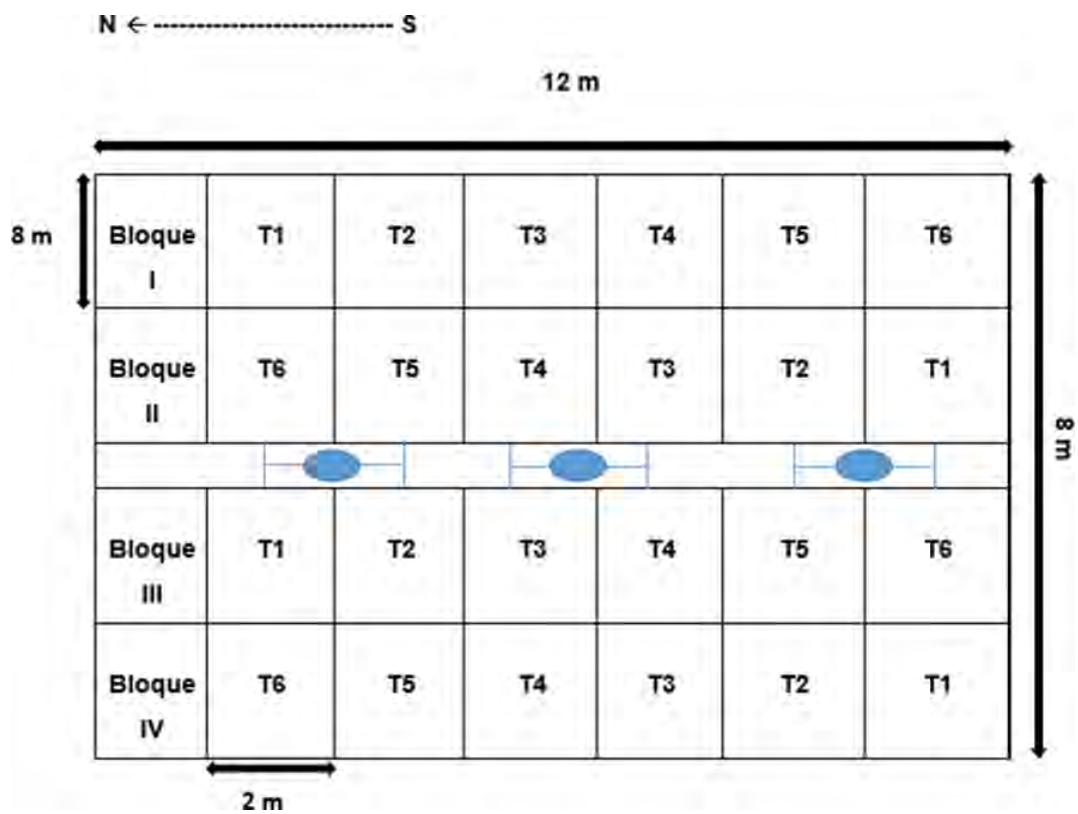 N ← -------------------------- S
12 m
8 m
Bloque I T1 T2 T3 T4 T5 T6
Bloque II T6 T5 T4 T3 T2 T1
8 m
Bloque III T1 T2 T3 T4 T5 T6
Bloque IV T6 T5 T4 T3 T2 T1
2 m